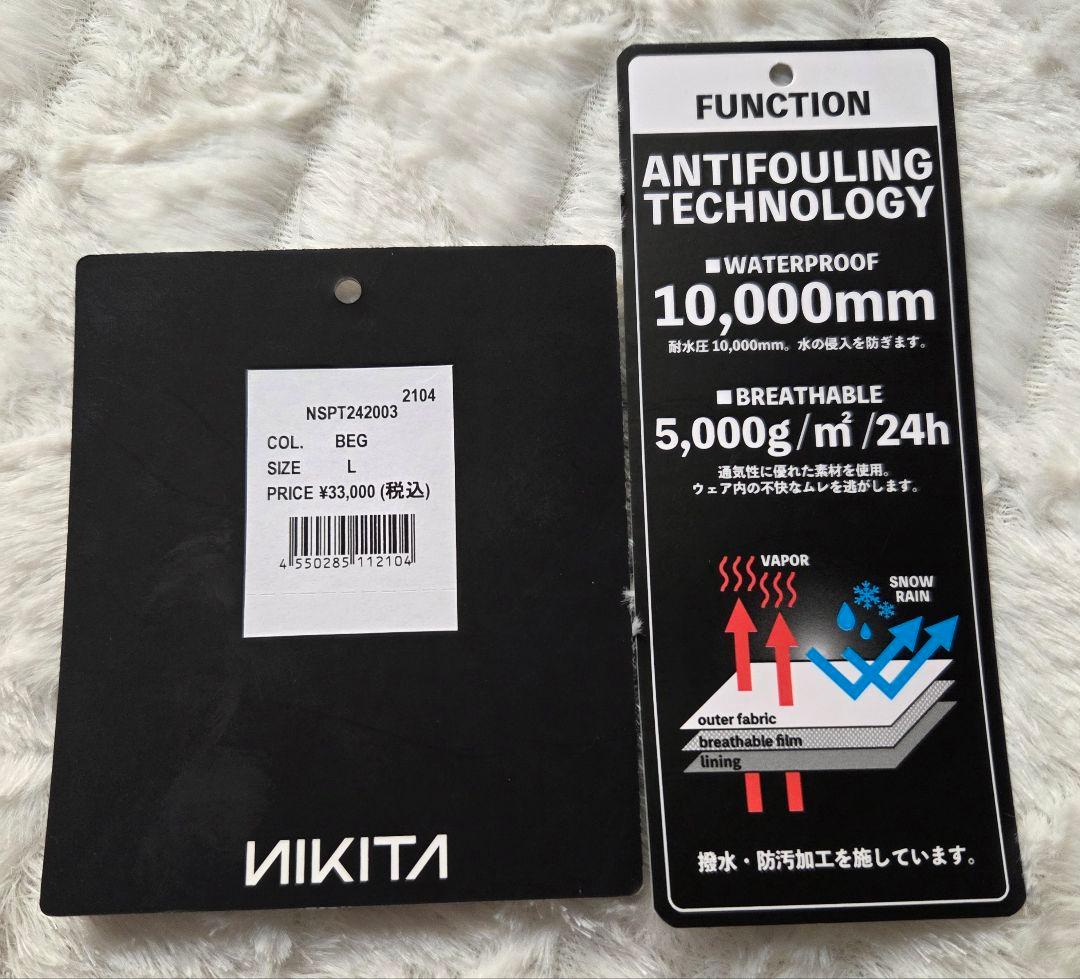 2104
NSPT242003
COL. BEG
SIZE L
PRICE ¥33,000 (税込)
4 550285 112104
NIKITA
FUNCTION
ANTIFOULING
TECHNOLOGY
■WATERPROOF
10,000mm
耐水圧10,000mm。水の侵入を防ぎます。
■BREATHABLE
5,000g/㎡/24h
通気性に優れた素材を使用。
ウェア内の不快なムレを逃がします。
VAPOR
SNOW
RAIN
outer fabric
breathable film
lining
撥水・防汚加工を施しています。